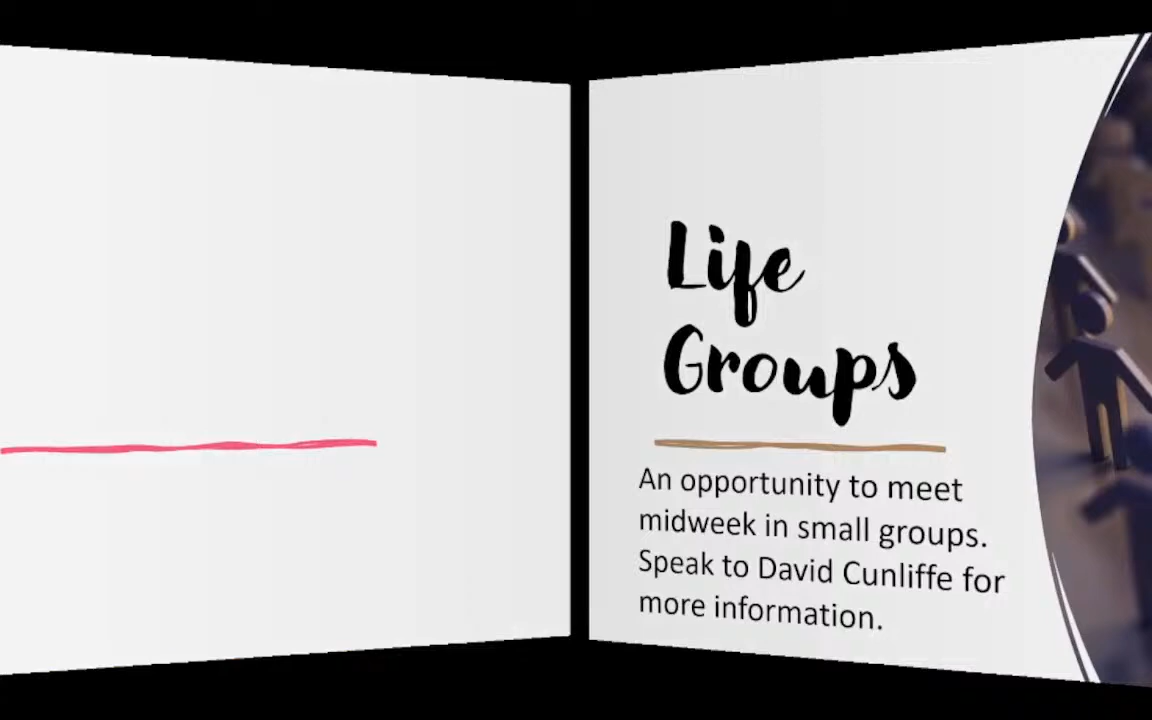 Life
Groups
An opportunity to meet
midweek in small groups.
Speak to David Cunliffe for
more information.